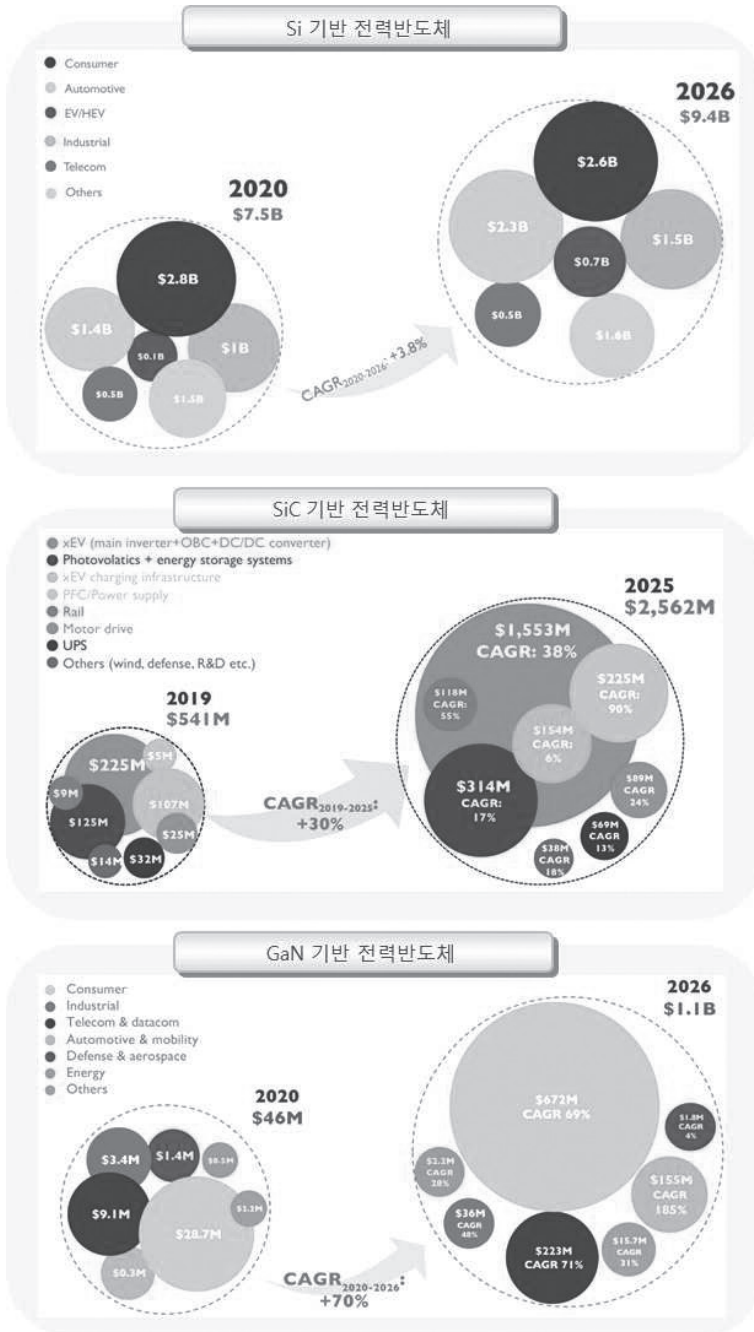 Si 기반 전력반도체
Consumer
Automotive
EV/HEV
Industrial
Telecom
Others
2020
$7.5B
$2.8B
$1.4B
$0.1B
$1B
$0.5B
$1.5B
CAGR2020-2026: +3.8%
2026
$9.4B
$2.6B
$2.3B
$1.5B
$0.7B
$0.5B
$1.6B
SiC 기반 전력반도체
xEV (main inverter+OBC+DC/DC converter)
Photovolatics + energy storage systems
xEV charging infrastructure
PFC/Power supply
Rail
Motor drive
UPS
Others (wind, defense, R&D etc.)
2019
$541M
$225M
$5M
$9M
$107M
$125M
$25M
$14M
$32M
CAGR2019-2025:
+30%
2025
$2,562M
$1,553M
CAGR: 38%
$118M
CAGR:
55%
$225M
CAGR:
90%
$154M
CAGR:
6%
$314M
CAGR:
17%
$89M
CAGR
24%
$69M
CAGR
13%
$38M
CAGR
18%
GaN 기반 전력반도체
Consumer
Industrial
Telecom & datacom
Automotive & mobility
Defense & aerospace
Energy
Others
2020
$46M
$3.4M
$1.4M
$9.1M
$28.7M
$0.3M
CAGR2020-2026:
+70%
2026
$1.1B
$672M
CAGR 69%
$1.8M
CAGR
4%
$2.2M
CAGR
28%
$155M
CAGR
185%
$36M
CAGR
48%
$223M
CAGR 71%
$15.7M
CAGR
31%